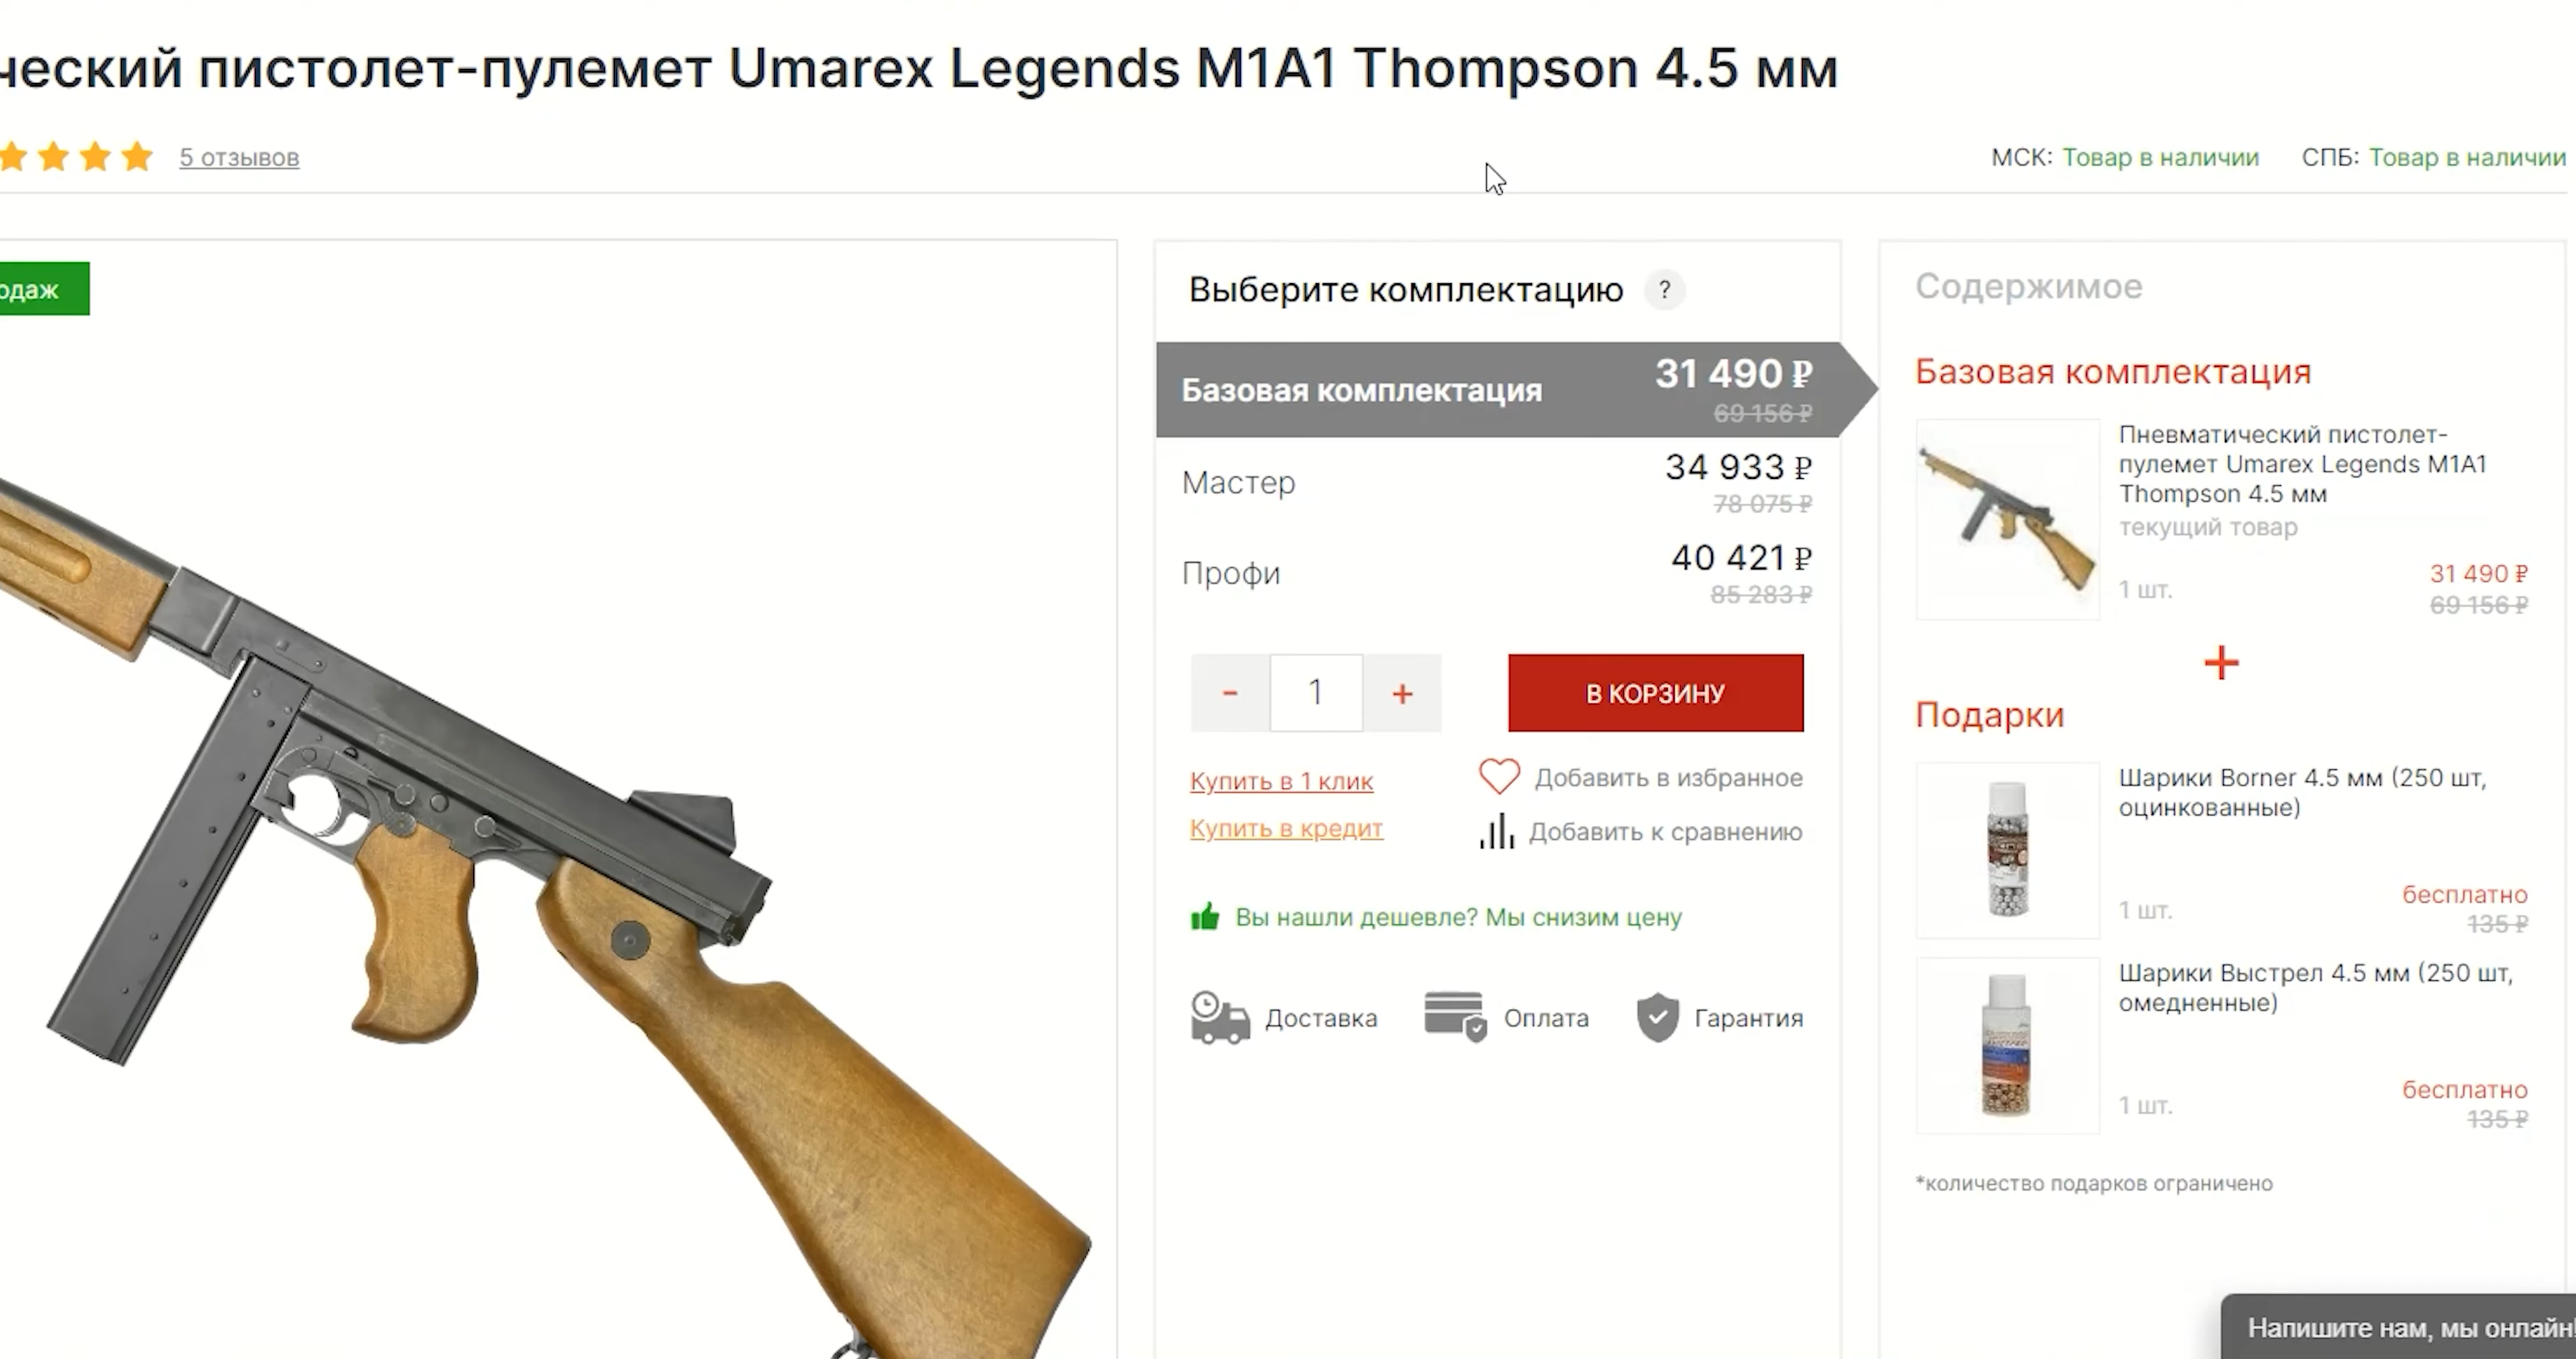 ческий пистолет-пулемет Umarex Legends M1A1 Thompson 4.5 мм
5 отзывов
МСК: Товар в наличии СПБ: Товар в наличии
одаж
Выберите комплектацию ?
Базовая комплектация 31 490 ₽
69 156 ₽
Мастер 34 933 ₽
78 075 ₽
Профи 40 421 ₽
85 283 ₽
- 1 + В КОРЗИНУ
Купить в 1 клик
Добавить в избранное
Купить в кредит
Добавить к сравнению
Вы нашли дешевле? Мы снизим цену
Доставка Оплата Гарантия
Содержимое
Базовая комплектация
Пневматический пистолет-
пулемет Umarex Legends M1A1
Thompson 4.5 мм
текущий товар
1 шт. 31 490 ₽
69 156 ₽
+
Подарки
Шарики Borner 4.5 мм (250 шт,
оцинкованные)
1 шт. бесплатно
135 ₽
Шарики Выстрел 4.5 мм (250 шт,
омедненные)
1 шт. бесплатно
135 ₽
*количество подарков ограничено
Напишите нам, мы онлайн!